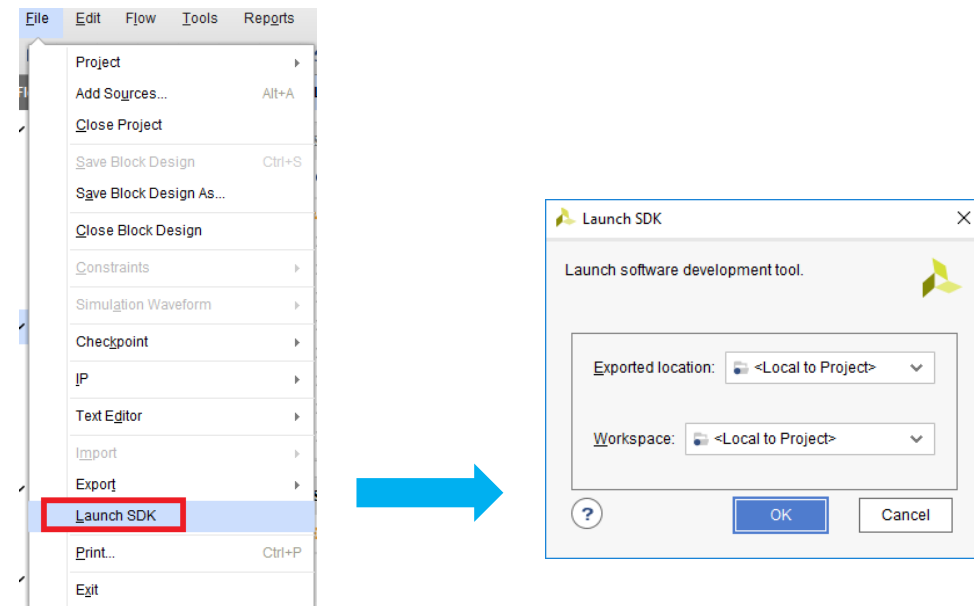 File Edit Flow Tools Reports
Project
Add Sources... Alt+A
Close Project
Save Block Design Ctrl+S
Save Block Design As...
Close Block Design
Constraints
Simulation Waveform
Checkpoint
IP
Text Editor
Import
Export
Launch SDK
Print... Ctrl+P
Exit
Launch SDK
Launch software development tool.
Exported location: <Local to Project>
Workspace: <Local to Project>
? OK Cancel